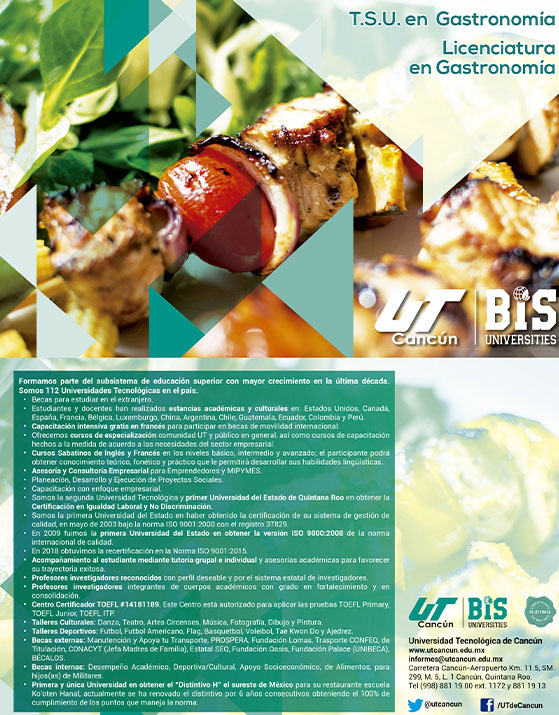 T.S.U. en Gastronomía
Licenciatura
en Gastronomía
UT
Cancún
BIS
UNIVERSITIES
Formamos parte del subsistema de educación superior con mayor crecimiento en la última década.
Somos 112 Universidades Tecnológicas en el país.
• Becas para estudiar en el extranjero.
• Estudiantes y docentes han realizados estancias académicas y culturales en: Estados Unidos, Canadá,
España, Francia, Bélgica, Luxemburgo, China, Argentina, Chile, Guatemala, Ecuador, Colombia y Perú.
• Capacitación intensiva gratis en francés para participar en becas de movilidad internacional.
• Ofrecemos cursos de especialización comunidad UT y público en general, así como cursos de capacitación
hechos a la medida de acuerdo a las necesidades del sector empresarial.
• Cursos Sabatinos de Inglés y Francés en los niveles básico, intermedio y avanzado; el participante podrá
obtener conocimiento teórico, fonético y práctico que le permitirá desarrollar sus habilidades lingüísticas.
• Asesoría y Consultoría Empresarial para Emprendedores y MIPYMES.
• Planeación, Desarrollo y Ejecución de Proyectos Sociales.
• Capacitación con enfoque empresarial.
• Somos la segunda Universidad Tecnológica y primer Universidad del Estado de Quintana Roo en obtener la
Certificación en Igualdad Laboral y No Discriminación.
• Somos la primera Universidad del Estado en haber obtenido la certificación de su sistema de gestión
de calidad, en mayo de 2003 bajo la norma ISO 9001:2000 con el registro 37829.
• En 2009 fuimos la primera Universidad del Estado en obtener la versión ISO 9000:2008 de la norma
internacional de calidad.
• En 2018 obtuvimos la recertificación en la Norma ISO 9001:2015.
• Acompañamiento al estudiante mediante tutoría grupal e individual y asesorías académicas para favorecer
su trayectoria exitosa.
• Profesores investigadores reconocidos con perfil deseable y por el sistema estatal de investigadores.
• Profesores investigadores integrantes de cuerpos académicos con grado en fortalecimiento y en
consolidación.
• Centro Certificador TOEFL #14181189. Este Centro está autorizado para aplicar las pruebas TOEFL Primary,
TOEFL Junior, TOEFL ITP.
• Talleres Culturales: Danzo, Teatro, Artes Circenses, Música, Fotografía, Dibujo y Pintura.
• Talleres Deportivos: Futbol, Futbol Americano, Flag, Basquetbol, Voleibol, Tae Kwon Do y Ajedrez.
• Becas externas: Manutención y Apoya tu Transporte, PROSPERA, Fundación Lomas, Trasporte CONFEQ, de
Titulación, CONACYT (Jefa Madres de Familia), Estatal SEQ, Fundación Oasis, Fundación Palace (UNIBECA),
BÉCALOS.
• Becas internas: Desempeño Académico, Deportiva/Cultural, Apoyo Socioeconómico, de Alimentos, para
hijos(as) de Militares.
• Primera y única Universidad en obtener el "Distintivo H" el sureste de México para su restaurante escuela
Ko'oten Hanal, actualmente se ha renovado el distintivo por 6 años consecutivos obteniendo el 100% de
cumplimiento de los puntos que maneja la norma.
UT
Cancún
BIS
UNIVERSITIES
Universidad Tecnológica de Cancún
www.utcancun.edu.mx
informes@utcancun.edu.mx
Carretera Cancún-Aeropuerto Km. 11.5, SM.
299, M. 5, L. 1 Cancún, Quintana Roo.
Tel (998) 881 19 00 ext. 1172 y 881 19 13
@utcancun
/UTdeCancun